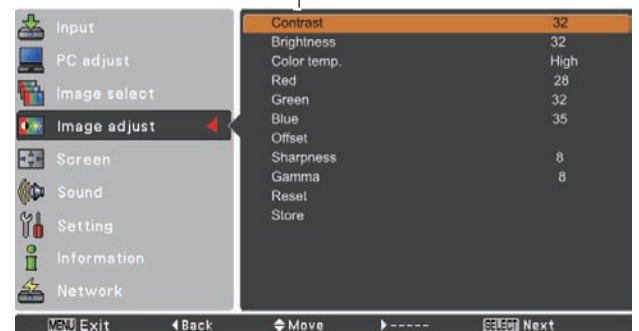 Input
PC adjust
Image select
Image adjust
Screen
Sound
Setting
Information
Network
Contrast 32
Brightness 32
Color temp. High
Red 28
Green 32
Blue 35
Offset
Sharpness 8
Gamma 8
Reset
Store
MENU Exit ◀Back Move ▶----- SELECT Next